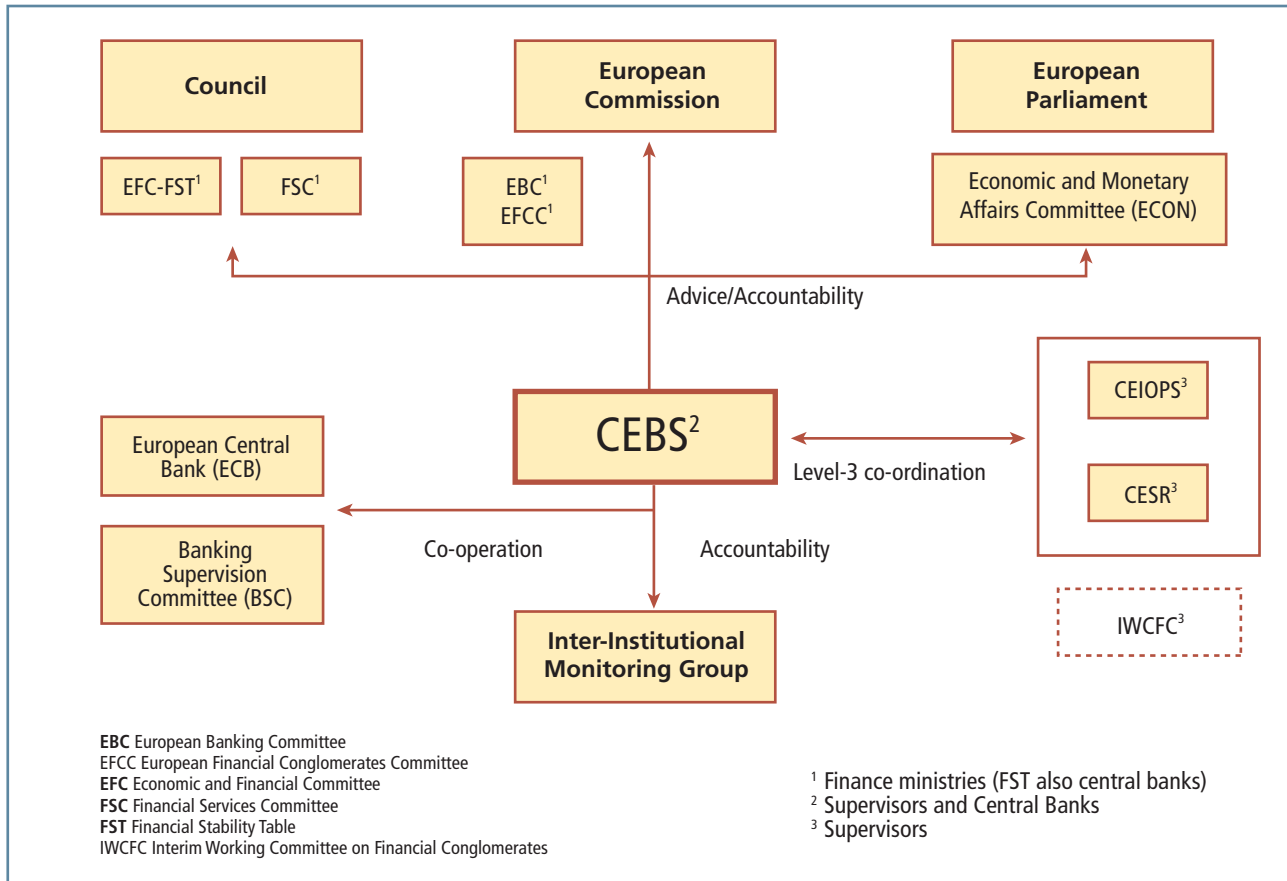 Council
European
Commission
European
Parliament
EFC-FST¹
FSC¹
EBC¹
EFCC¹
Economic and Monetary
Affairs Committee (ECON)
Advice/Accountability
CEBS²
CEIOPS³
CESR³
Level-3 co-ordination
European Central
Bank (ECB)
Banking
Supervision
Committee (BSC)
Co-operation
Accountability
IWCFC³
Inter-Institutional
Monitoring Group
EBC European Banking Committee
EFCC European Financial Conglomerates Committee
EFC Economic and Financial Committee
FSC Financial Services Committee
FST Financial Stability Table
IWCFC Interim Working Committee on Financial Conglomerates
¹ Finance ministries (FST also central banks)
² Supervisors and Central Banks
³ Supervisors